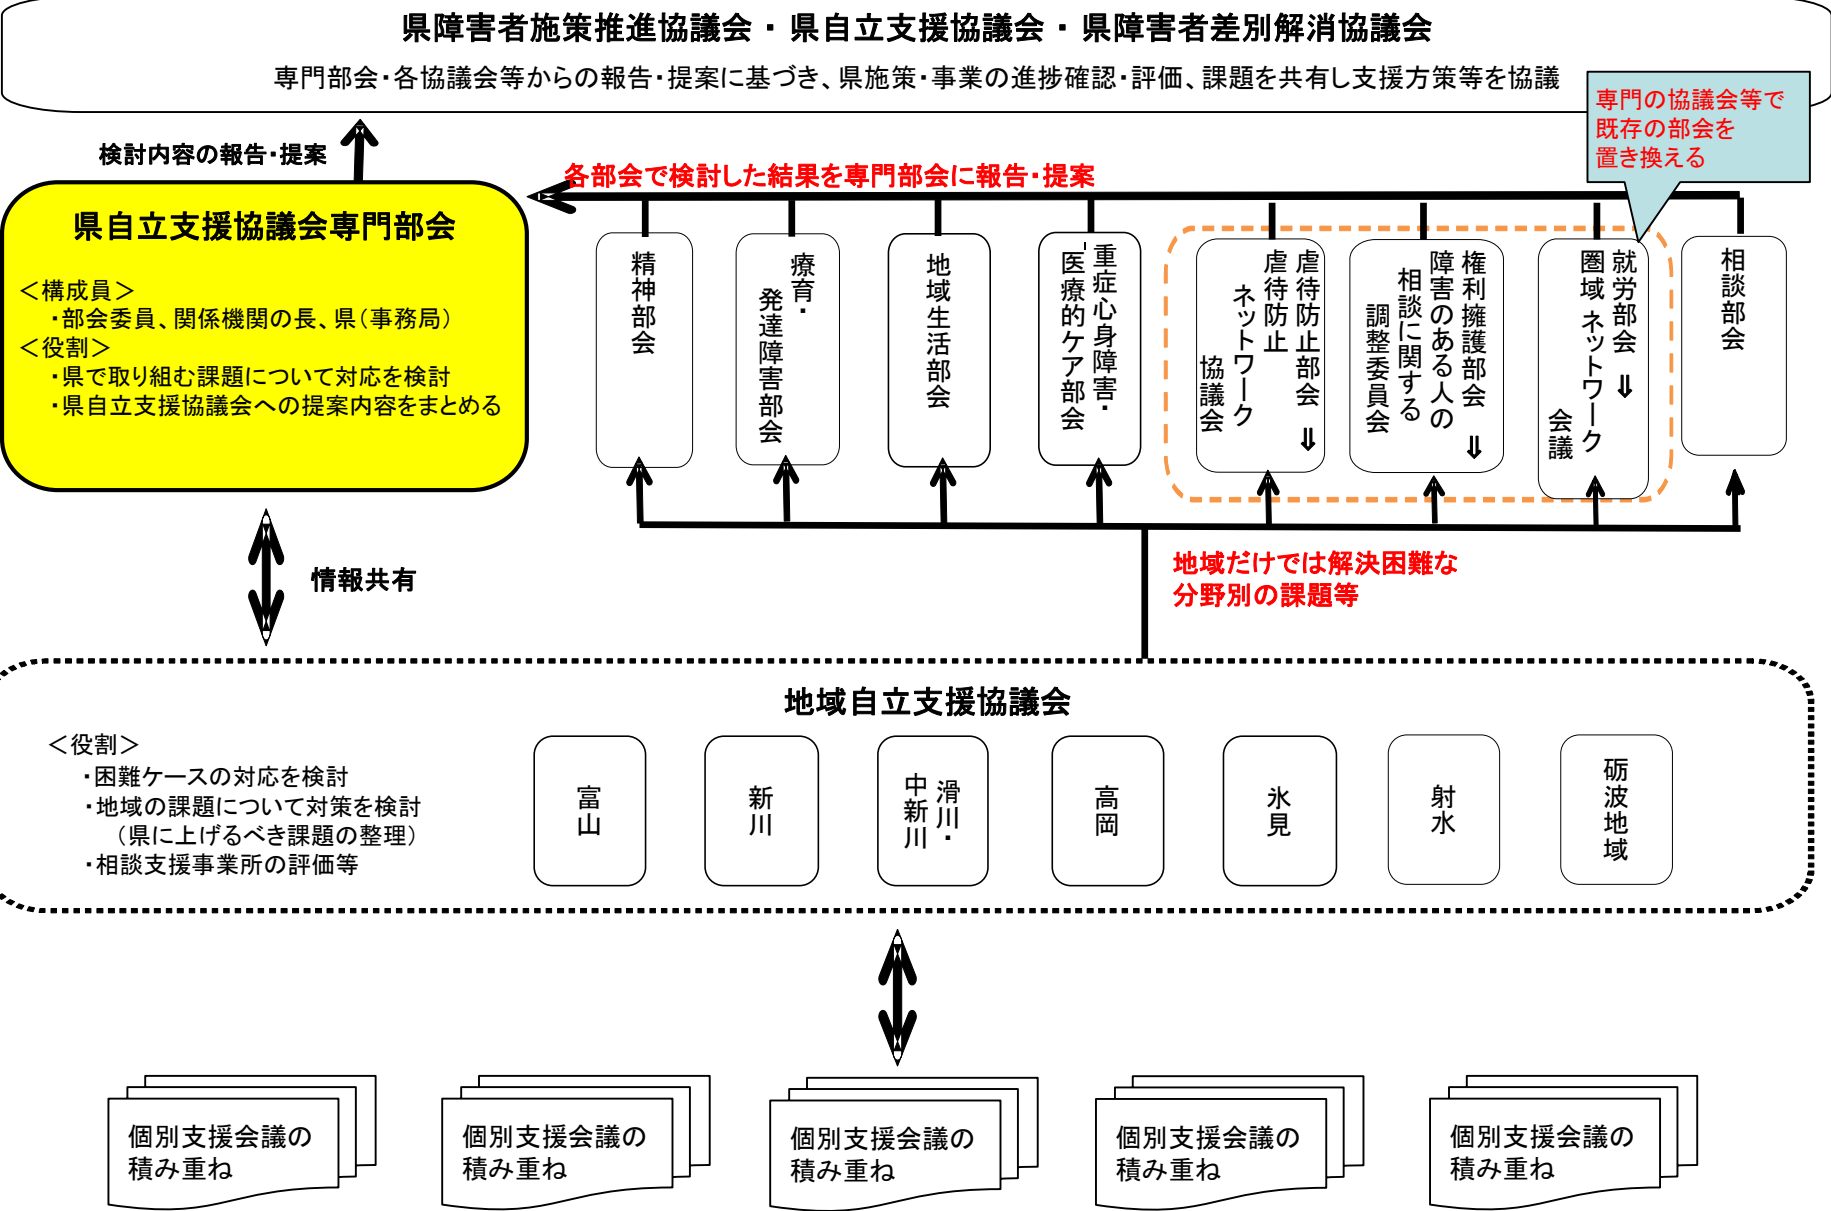 県障害者施策推進協議会・県自立支援協議会・県障害者差別解消協議会
専門部会・各協議会等からの報告・提案に基づき、県施策・事業の進捗確認・評価、課題を共有し支援方策等を協議
専門の協議会等で
既存の部会を
置き換える
検討内容の報告・提案
各部会で検討した結果を専門部会に報告・提案
県自立支援協議会専門部会
＜構成員＞
・部会委員、関係機関の長、県（事務局）
＜役割＞
・県で取り組む課題について対応を検討
・県自立支援協議会への提案内容をまとめる
精神部会
療育・
発達障害部会
地域生活部会
重症心身障害・
医療的ケア部会
虐待防止部会 ⇓
虐待防止
ネットワーク
協議会
権利擁護部会 ⇓
障害のある人の
相談に関する
調整委員会
就労部会 ⇓
圏域 ネットワーク
会議
相談部会
情報共有
地域だけでは解決困難な
分野別の課題等
地域自立支援協議会
＜役割＞
・困難ケースの対応を検討
・地域の課題について対策を検討
（県に上げるべき課題の整理）
・相談支援事業所の評価等
富山
新川
滑川・
中新川
高岡
氷見
射水
砺波地域
個別支援会議の
積み重ね
個別支援会議の
積み重ね
個別支援会議の
積み重ね
個別支援会議の
積み重ね
個別支援会議の
積み重ね